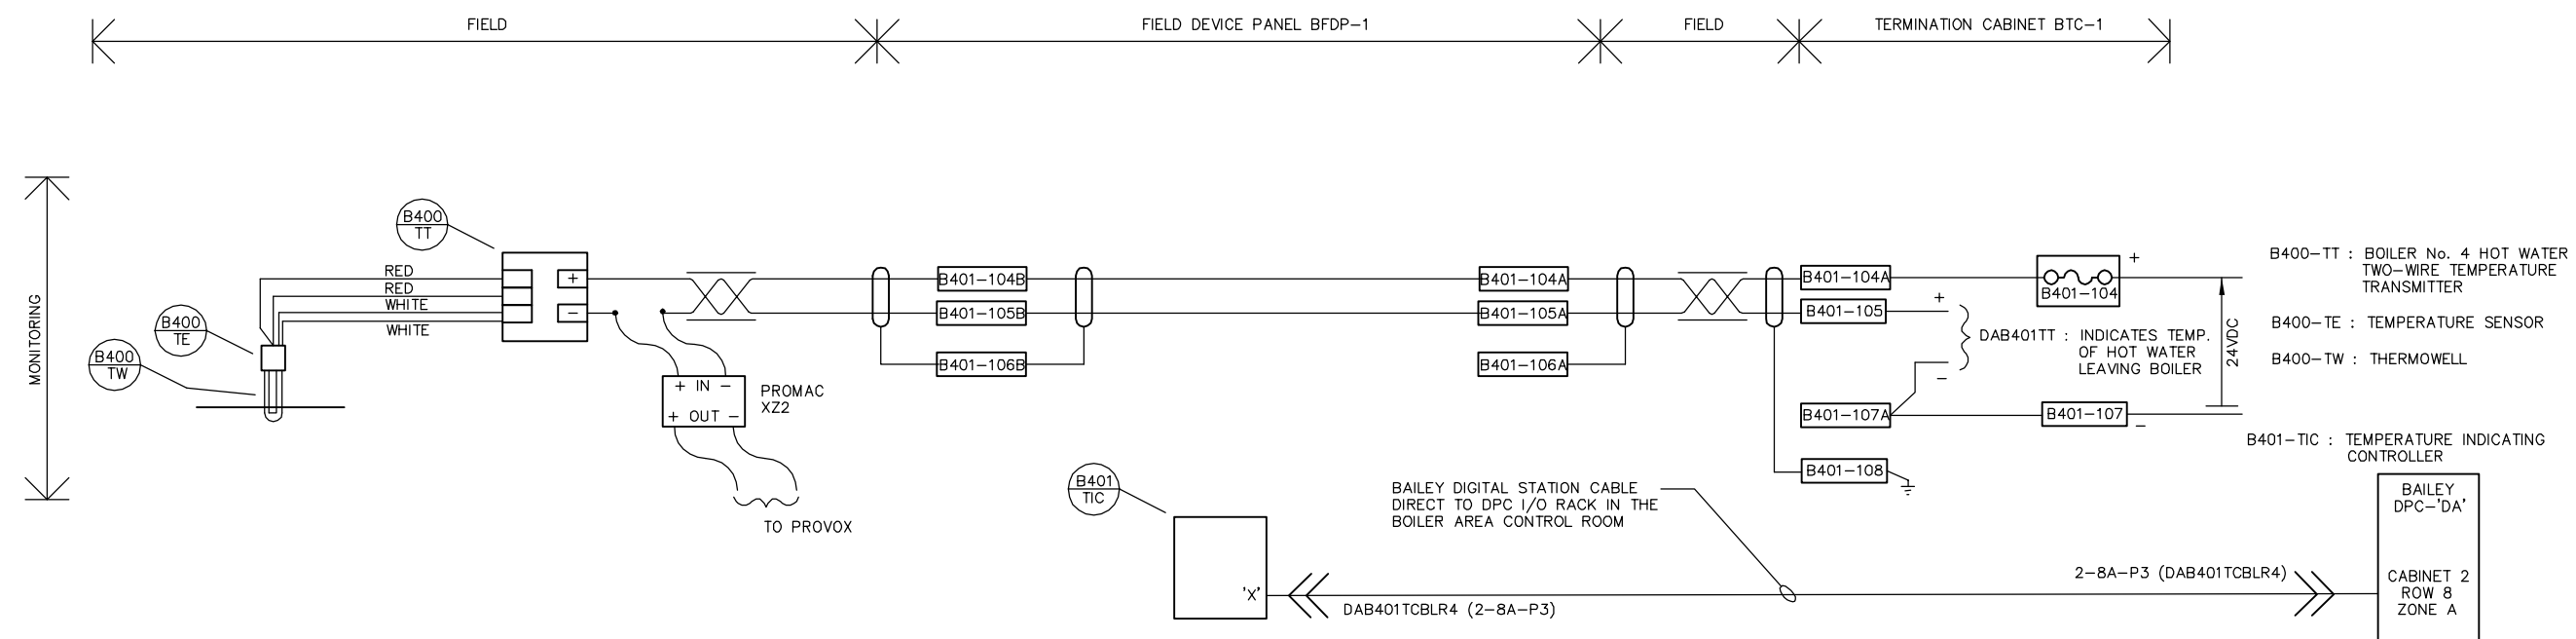 FIELD
FIELD DEVICE PANEL BFDP-1
FIELD
TERMINATION CABINET BTC-1
MONITORING
B400
TT
B400
TE
B400
TW
RED
RED
WHITE
WHITE
+
-
+ IN -
+ OUT -
PROMAC
XZ2
TO PROVOX
B401-104B
B401-105B
B401-106B
B401-104A
B401-105A
B401-106A
B401-104A
B401-105
B401-107A
B401-108
+
-
DAB401TT : INDICATES TEMP.
OF HOT WATER
LEAVING BOILER
B401-104
+
24VDC
B401-107
-
B400-TT : BOILER No. 4 HOT WATER
TWO-WIRE TEMPERATURE
TRANSMITTER
B400-TE : TEMPERATURE SENSOR
B400-TW : THERMOWELL
B401-TIC : TEMPERATURE INDICATING
CONTROLLER
B401
TIC
'X'
BAILEY DIGITAL STATION CABLE
DIRECT TO DPC I/O RACK IN THE
BOILER AREA CONTROL ROOM
DAB401TCBLR4 (2-8A-P3)
2-8A-P3 (DAB401TCBLR4)
BAILEY
DPC-'DA'
CABINET 2
ROW 8
ZONE A